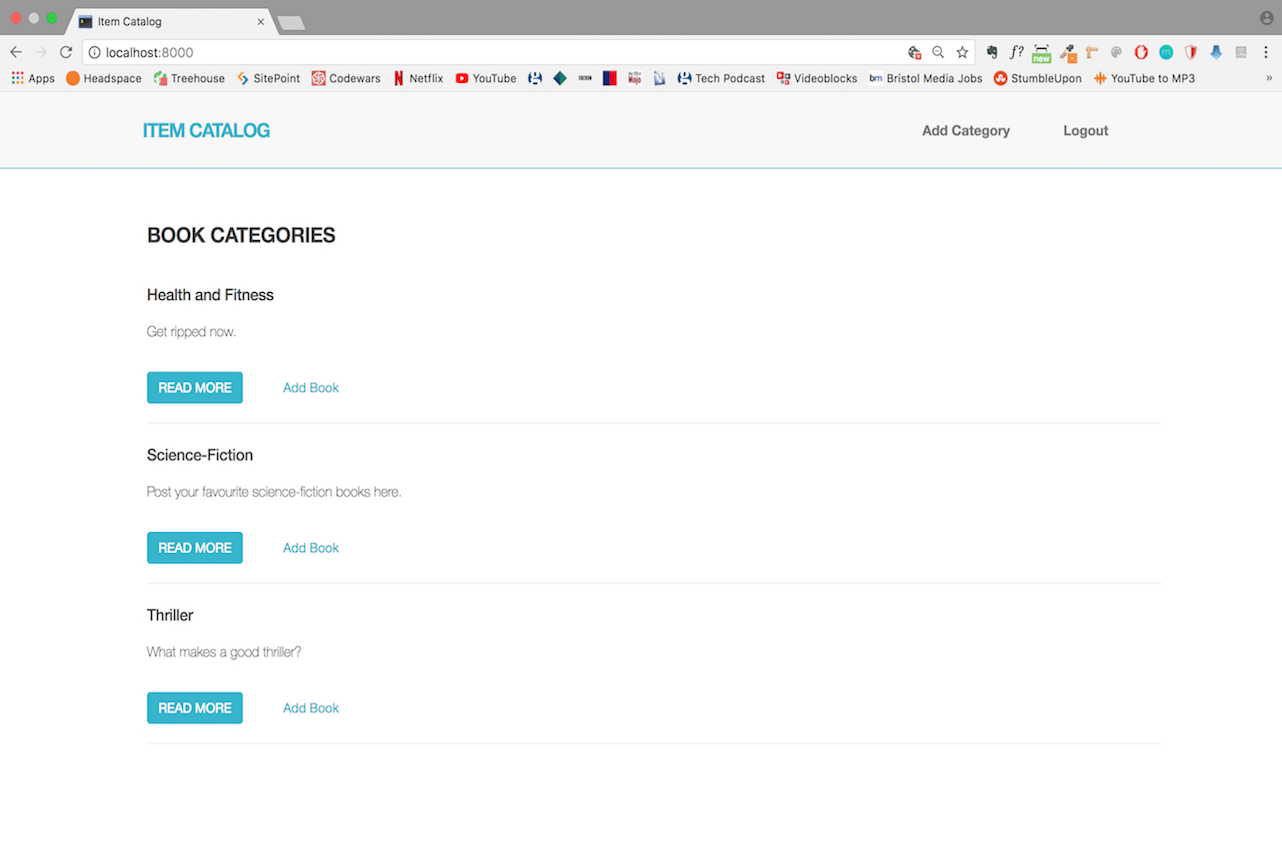 Item Catalog
localhost:8000
f?
new
m
Apps Headspace Treehouse SitePoint Codewars Netflix YouTube Tech Podcast Videoblocks bm Bristol Media Jobs StumbleUpon YouTube to MP3 »
ITEM CATALOG Add Category Logout
BOOK CATEGORIES
Health and Fitness
Get ripped now.
READ MORE Add Book
Science-Fiction
Post your favourite science-fiction books here.
READ MORE Add Book
Thriller
What makes a good thriller?
READ MORE Add Book